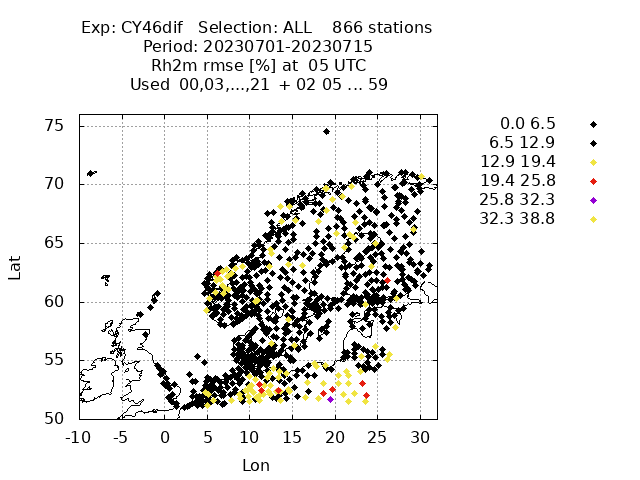 Exp: CY46dif   Selection: ALL    866 stations
Period: 20230701-20230715
Rh2m rmse [%] at  05 UTC
Used  00,03,...,21  + 02 05 ... 59
75
70
65
60
55
50
Lat
-10 -5 0 5 10 15 20 25 30
Lon
0.0 6.5
6.5 12.9
12.9 19.4
19.4 25.8
25.8 32.3
32.3 38.8